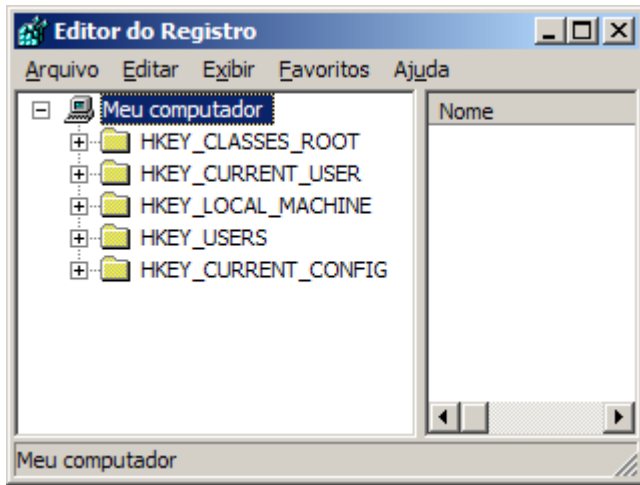 Editor do Registro
Arquivo Editar Exibir Favoritos Ajuda
Meu computador Nome
HKEY_CLASSES_ROOT
HKEY_CURRENT_USER
HKEY_LOCAL_MACHINE
HKEY_USERS
HKEY_CURRENT_CONFIG
Meu computador